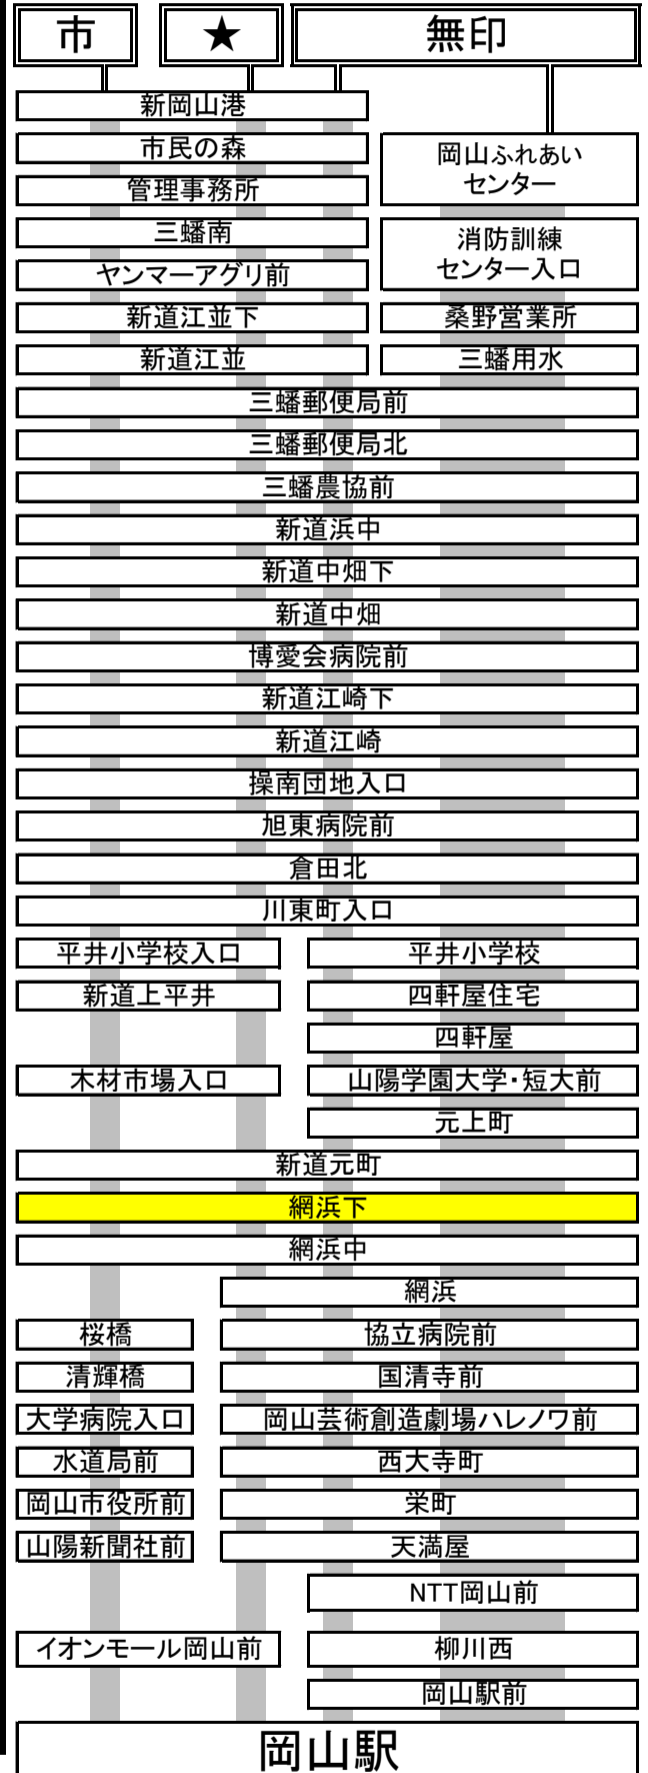 市
★
無印
新岡山港
市民の森
岡山ふれあい
センター
管理事務所
三蟠南
消防訓練
センター入口
ヤンマーアグリ前
新道江並下
桑野営業所
新道江並
三蟠用水
三蟠郵便局前
三蟠郵便局北
三蟠農協前
新道浜中
新道中畑下
新道中畑
博愛会病院前
新道江崎下
新道江崎
操南団地入口
旭東病院前
倉田北
川東町入口
平井小学校入口
平井小学校
新道上平井
四軒屋住宅
四軒屋
木材市場入口
山陽学園大学・短大前
元上町
新道元町
網浜下
網浜中
網浜
桜橋
協立病院前
清輝橋
国清寺前
大学病院入口
岡山芸術創造劇場ハレノワ前
水道局前
西大寺町
岡山市役所前
栄町
山陽新聞社前
天満屋
NTT岡山前
イオンモール岡山前
柳川西
岡山駅前
岡山駅